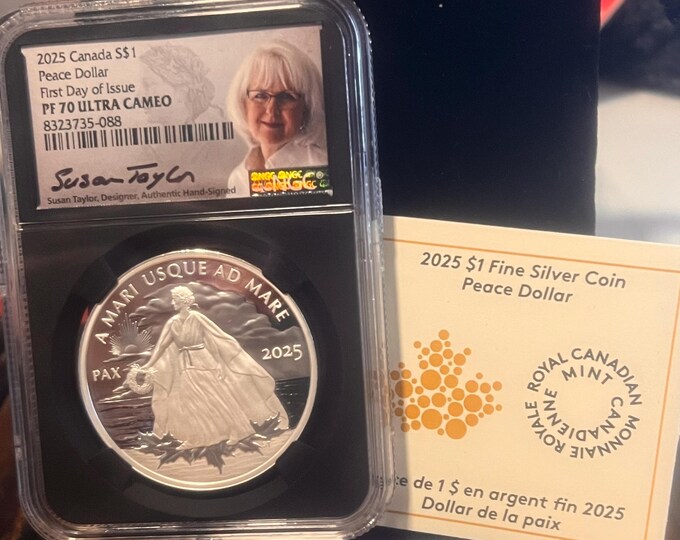 2025 Canada S$1
Peace Dollar
First Day of Issue
PF 70 ULTRA CAMEO
8323735-088
Susan Taylor
NGC NGC
Susan Taylor, Designer, Authentic Hand-Signed
A MARI USQUE AD MARE
PAX
2025
2025 $1 Fine Silver Coin
Peace Dollar
ROYAL CANADIAN MINT
MONNAIE ROYALE CANADIENNE
de 1 $ en argent fin 2025
Dollar de la paix